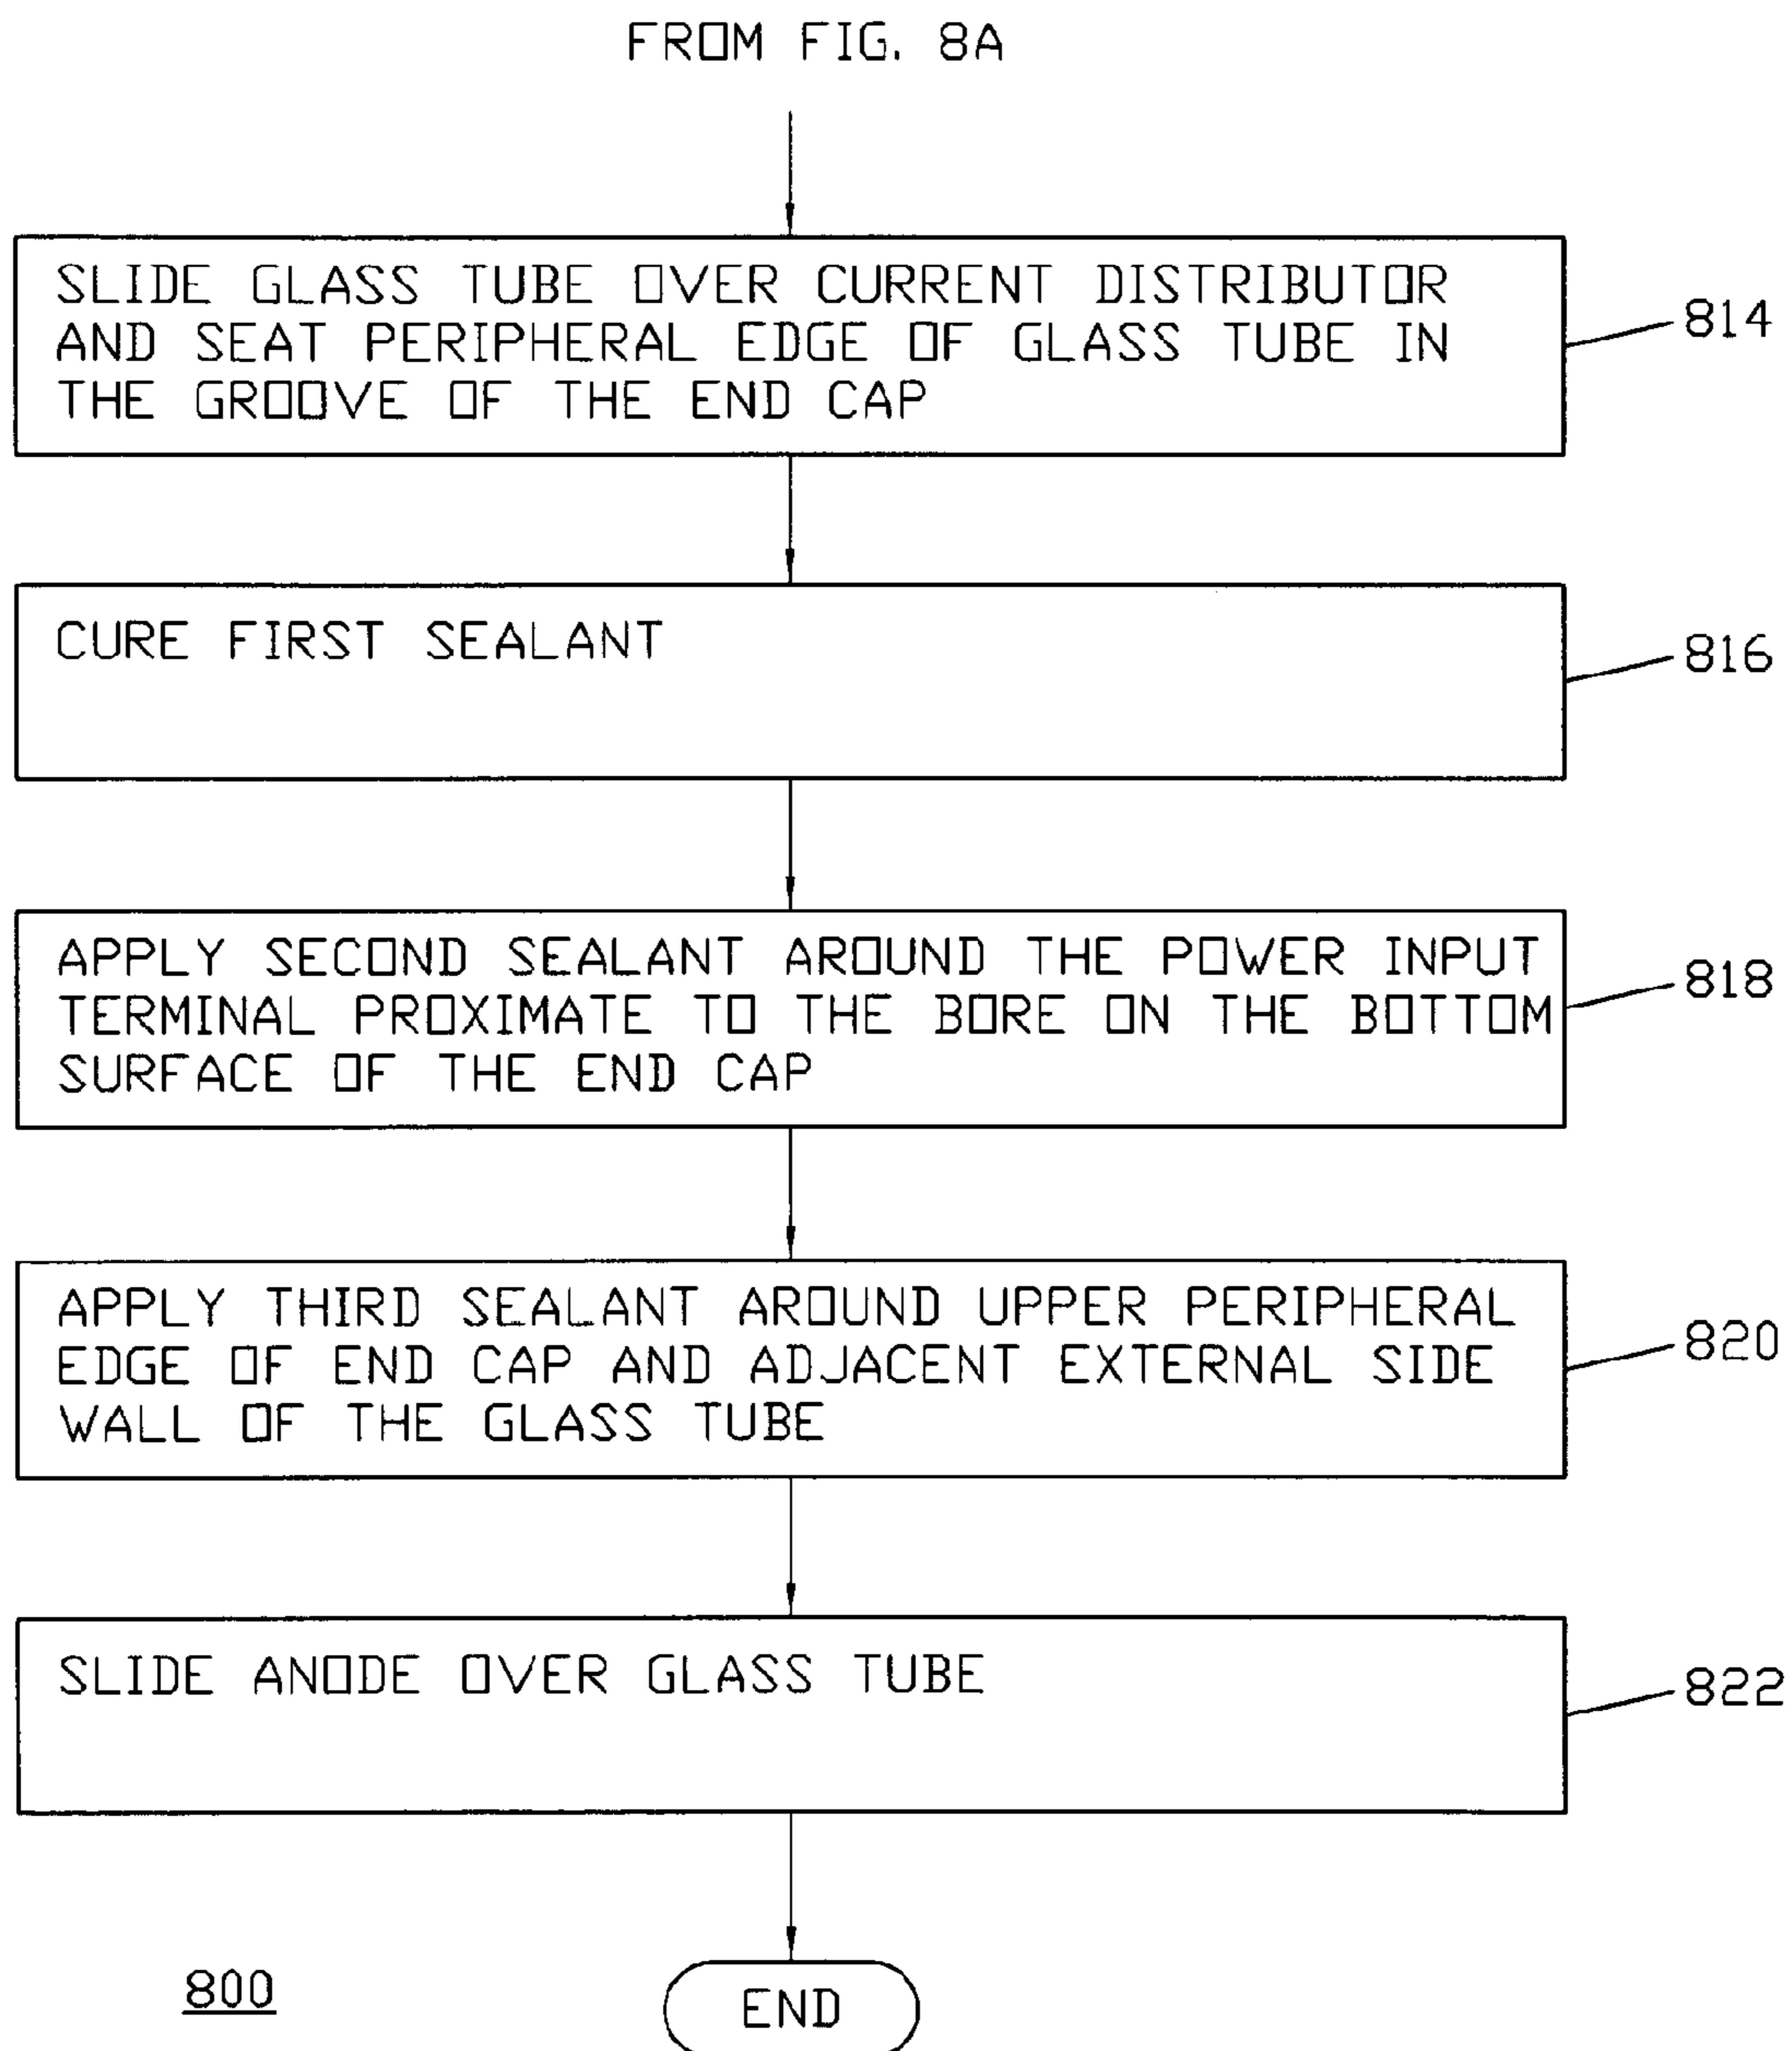 FROM FIG. 8A
SLIDE GLASS TUBE OVER CURRENT DISTRIBUTOR
AND SEAT PERIPHERAL EDGE OF GLASS TUBE IN
THE GROOVE OF THE END CAP
814
CURE FIRST SEALANT
816
APPLY SECOND SEALANT AROUND THE POWER INPUT
TERMINAL PROXIMATE TO THE BORE ON THE BOTTOM
SURFACE OF THE END CAP
818
APPLY THIRD SEALANT AROUND UPPER PERIPHERAL
EDGE OF END CAP AND ADJACENT EXTERNAL SIDE
WALL OF THE GLASS TUBE
820
SLIDE ANODE OVER GLASS TUBE
822
800
END